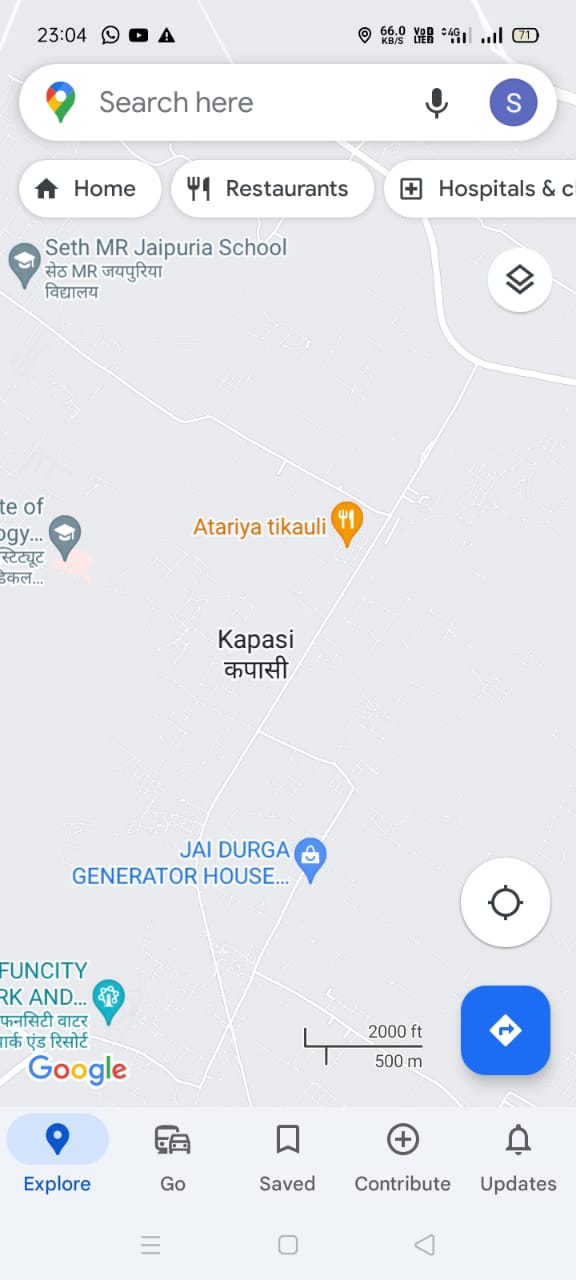 23:04
66.0
KB/S
VoD
LTED
4G
71
Search here
S
Home
Restaurants
Hospitals & c
Seth MR Jaipuria School
सेठ MR जयपुरिया
विद्यालय
te of
ogy...
स्टिट्यूट
डेकल...
Atariya tikauli
Kapasi
कपासी
JAI DURGA
GENERATOR HOUSE...
FUNCITY
RK AND...
फनसिटी वाटर
पार्क एंड रिसोर्ट
Google
2000 ft
500 m
Explore
Go
Saved
Contribute
Updates